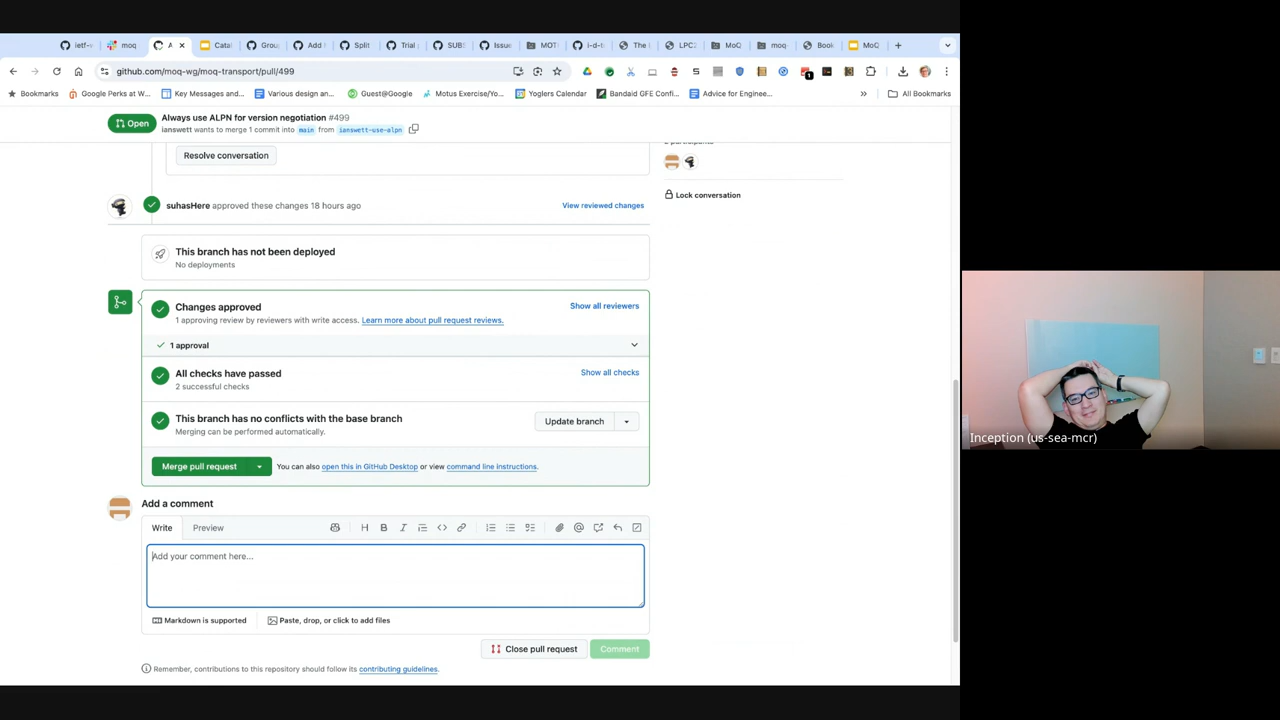 ietf-
moq
A
Cata
Grou
Add
Split
Trial
SUBS
Issue
MOT
i-d-t
The
LPC2
MoQ
moq
Book
MoQ
github.com/moq-wg/moq-transport/pull/499
Bookmarks
Google Perks at W...
Key Messages and...
Various design an...
Guest@Google
Motus Exercise/Yo...
Yoglers Calendar
Bandaid GFE Confi...
Advice for Enginee...
»
All Bookmarks
Open
Always use ALPN for version negotiation #499
ianswett wants to merge 1 commit into main from ianswett-use-alpn
participants
Resolve conversation
Lock conversation
suhasHere approved these changes 18 hours ago
View reviewed changes
This branch has not been deployed
No deployments
Changes approved
Show all reviewers
1 approving review by reviewers with write access. Learn more about pull request reviews.
1 approval
All checks have passed
Show all checks
2 successful checks
This branch has no conflicts with the base branch
Merging can be performed automatically.
Update branch
Merge pull request
You can also open this in GitHub Desktop or view command line instructions.
Add a comment
Write
Preview
Add your comment here...
Markdown is supported
Paste, drop, or click to add files
Close pull request
Comment
Remember, contributions to this repository should follow its contributing guidelines.
Inception (us-sea-mcr)